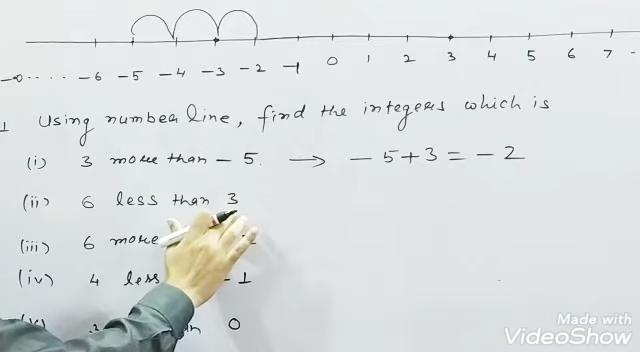 -∞ ...... -6 -5 -4 -3 -2 -1 0 1 2 3 4 5 6 7
1 Using number line, find the integers which is
(i) 3 more than - 5. → - 5 + 3 = - 2
(ii) 6 less than 3
(iii) 6 more
(iv) 4 less - 1
0
Made with
VideoShow